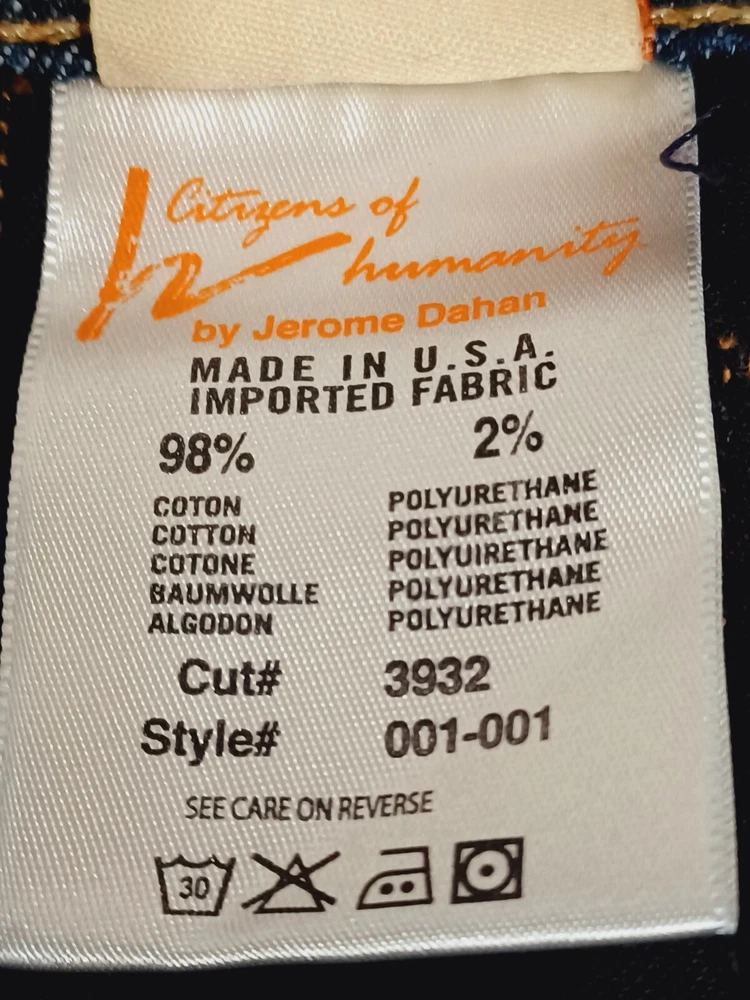 Citizens of
humanity
by Jerome Dahan
MADE IN U.S.A.
IMPORTED FABRIC
98% 2%
COTON POLYURETHANE
COTTON POLYURETHANE
COTONE POLYUIRETHANE
BAUMWOLLE POLYURETHANE
ALGODON POLYURETHANE
Cut# 3932
Style# 001-001
SEE CARE ON REVERSE
30